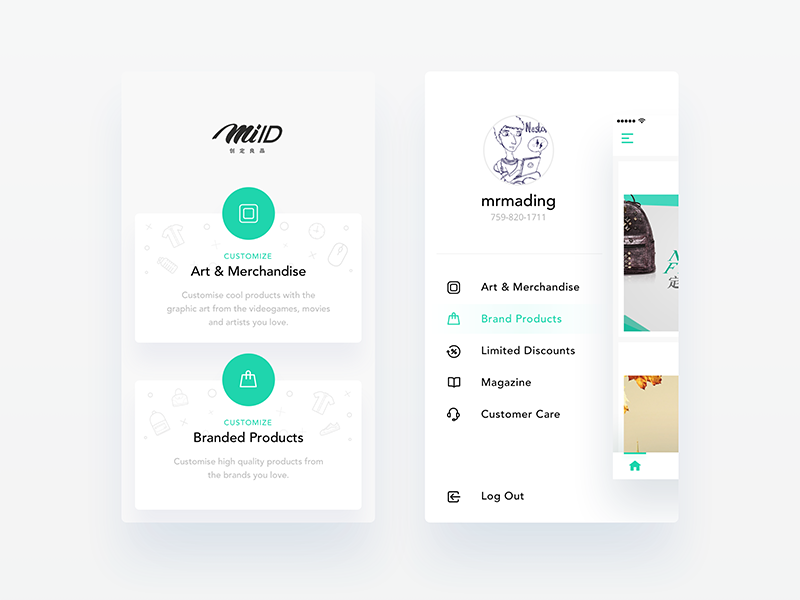 MiID
创定良品
CUSTOMIZE
Art & Merchandise
Customise cool products with the
graphic art from the videogames, movies
and artists you love.
CUSTOMIZE
Branded Products
Customise high quality products from
the brands you love.
Nosta
mrmading
759-820-1711
Art & Merchandise
Brand Products
Limited Discounts
Magazine
Customer Care
Log Out
N
F
定